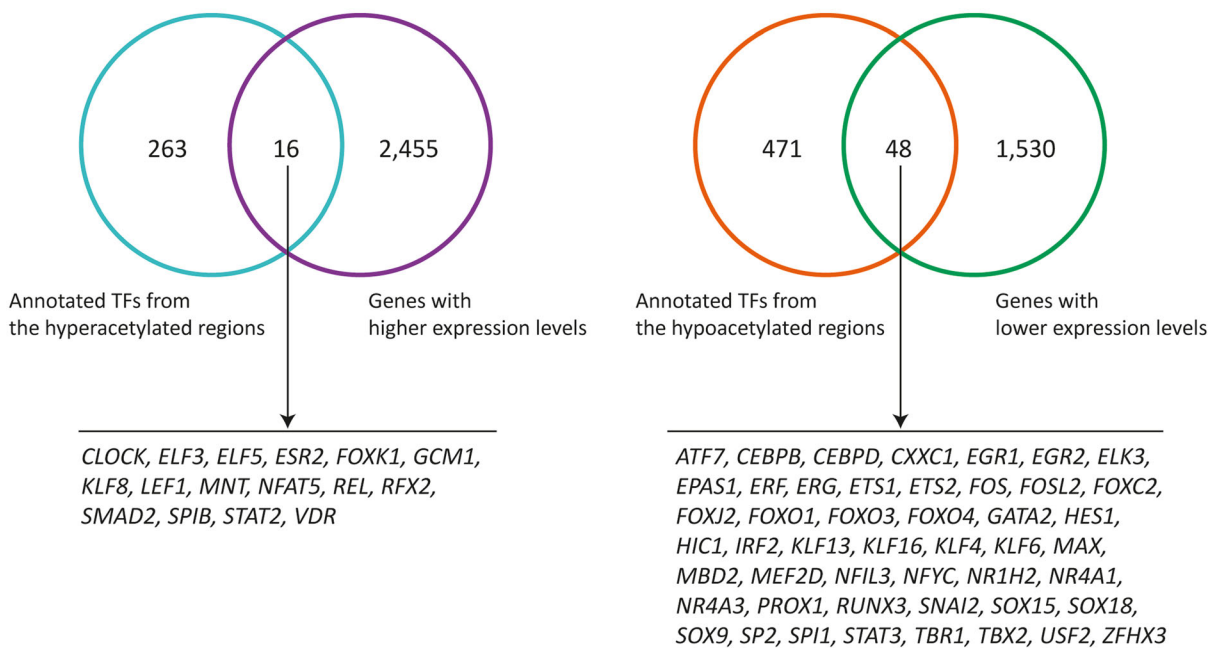 263 16 2,455
Annotated TFs from
the hyperacetylated regions
Genes with
higher expression levels
CLOCK, ELF3, ELF5, ESR2, FOXK1, GCM1,
KLF8, LEF1, MNT, NFAT5, REL, RFX2,
SMAD2, SPIB, STAT2, VDR
471 48 1,530
Annotated TFs from
the hypoacetylated regions
Genes with
lower expression levels
ATF7, CEBPB, CEBPD, CXXC1, EGR1, EGR2, ELK3,
EPAS1, ERF, ERG, ETS1, ETS2, FOS, FOSL2, FOXC2,
FOXJ2, FOXO1, FOXO3, FOXO4, GATA2, HES1,
HIC1, IRF2, KLF13, KLF16, KLF4, KLF6, MAX,
MBD2, MEF2D, NFIL3, NFYC, NR1H2, NR4A1,
NR4A3, PROX1, RUNX3, SNAI2, SOX15, SOX18,
SOX9, SP2, SPI1, STAT3, TBR1, TBX2, USF2, ZFHX3